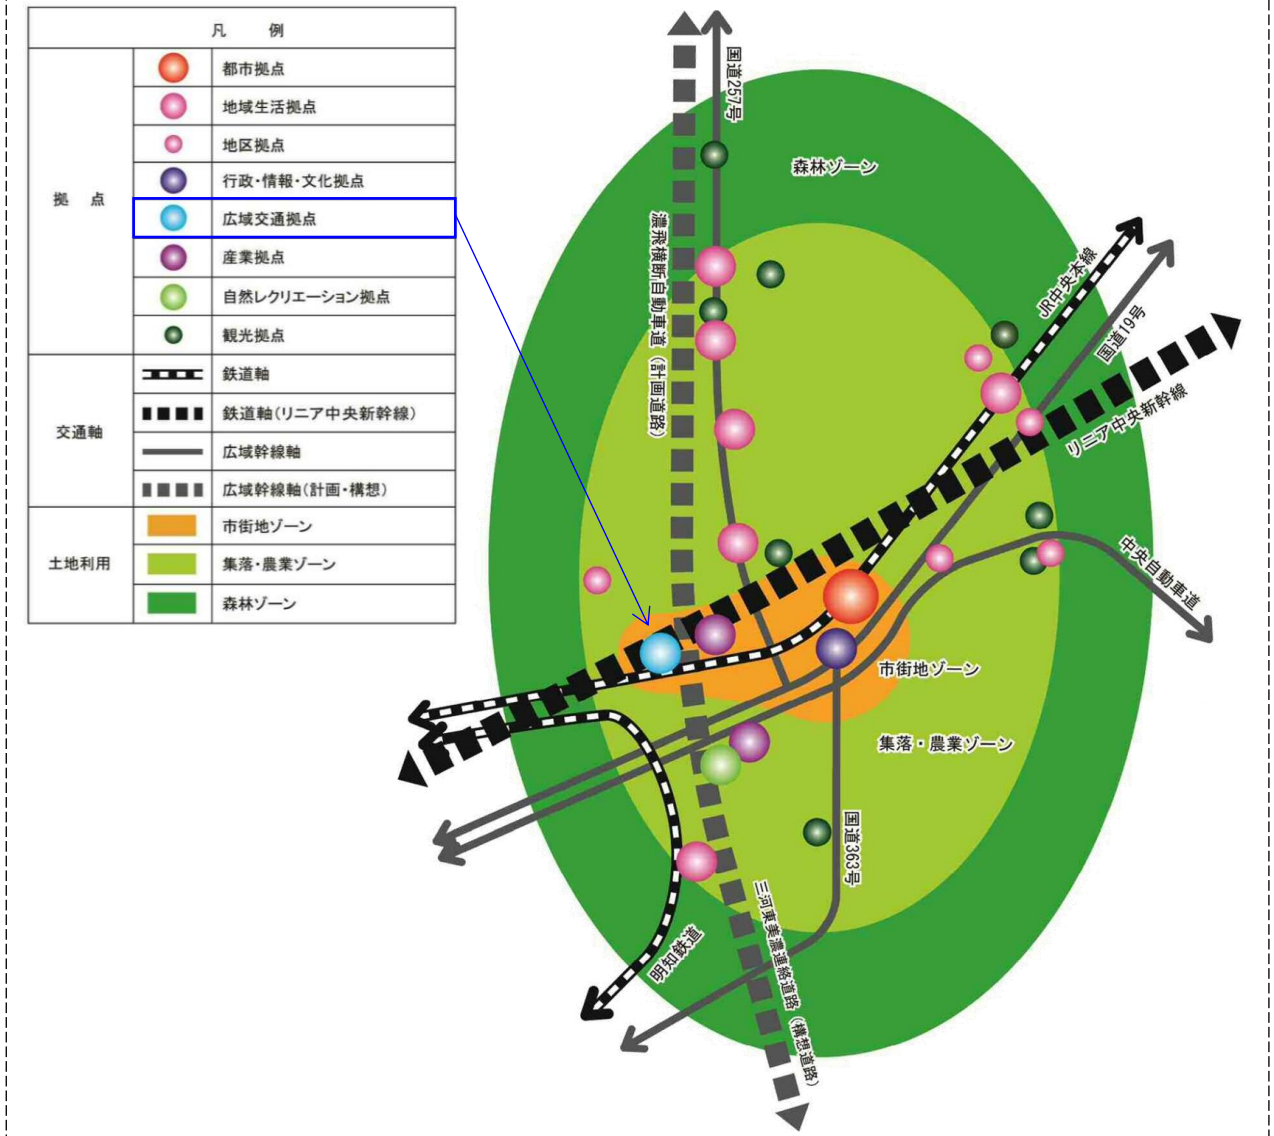 凡 例
拠 点
都市拠点
地域生活拠点
地区拠点
行政・情報・文化拠点
広域交通拠点
産業拠点
自然レクリエーション拠点
観光拠点
交通軸
鉄道軸
鉄道軸(リニア中央新幹線)
広域幹線軸
広域幹線軸(計画・構想)
土地利用
市街地ゾーン
集落・農業ゾーン
森林ゾーン
国道257号
森林ゾーン
濃飛横断自動車道(計画道路)
JR中央本線
国道19号
リニア中央新幹線
中央自動車道
市街地ゾーン
集落・農業ゾーン
国道363号
三河東美濃連絡道路(構想道路)
明知鉄道